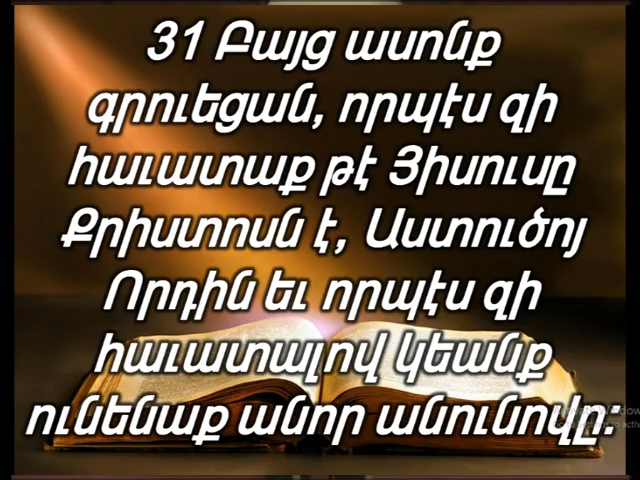 31 Բայց ասոնք
գրուեցան, որպէս զի
հաւատաք թէ Յիսուսը
Քրիստոսն է, Աստուծոյ
Որդին եւ որպէս զի
հաւատալով կեանք
ունենաք անոր անունովը: